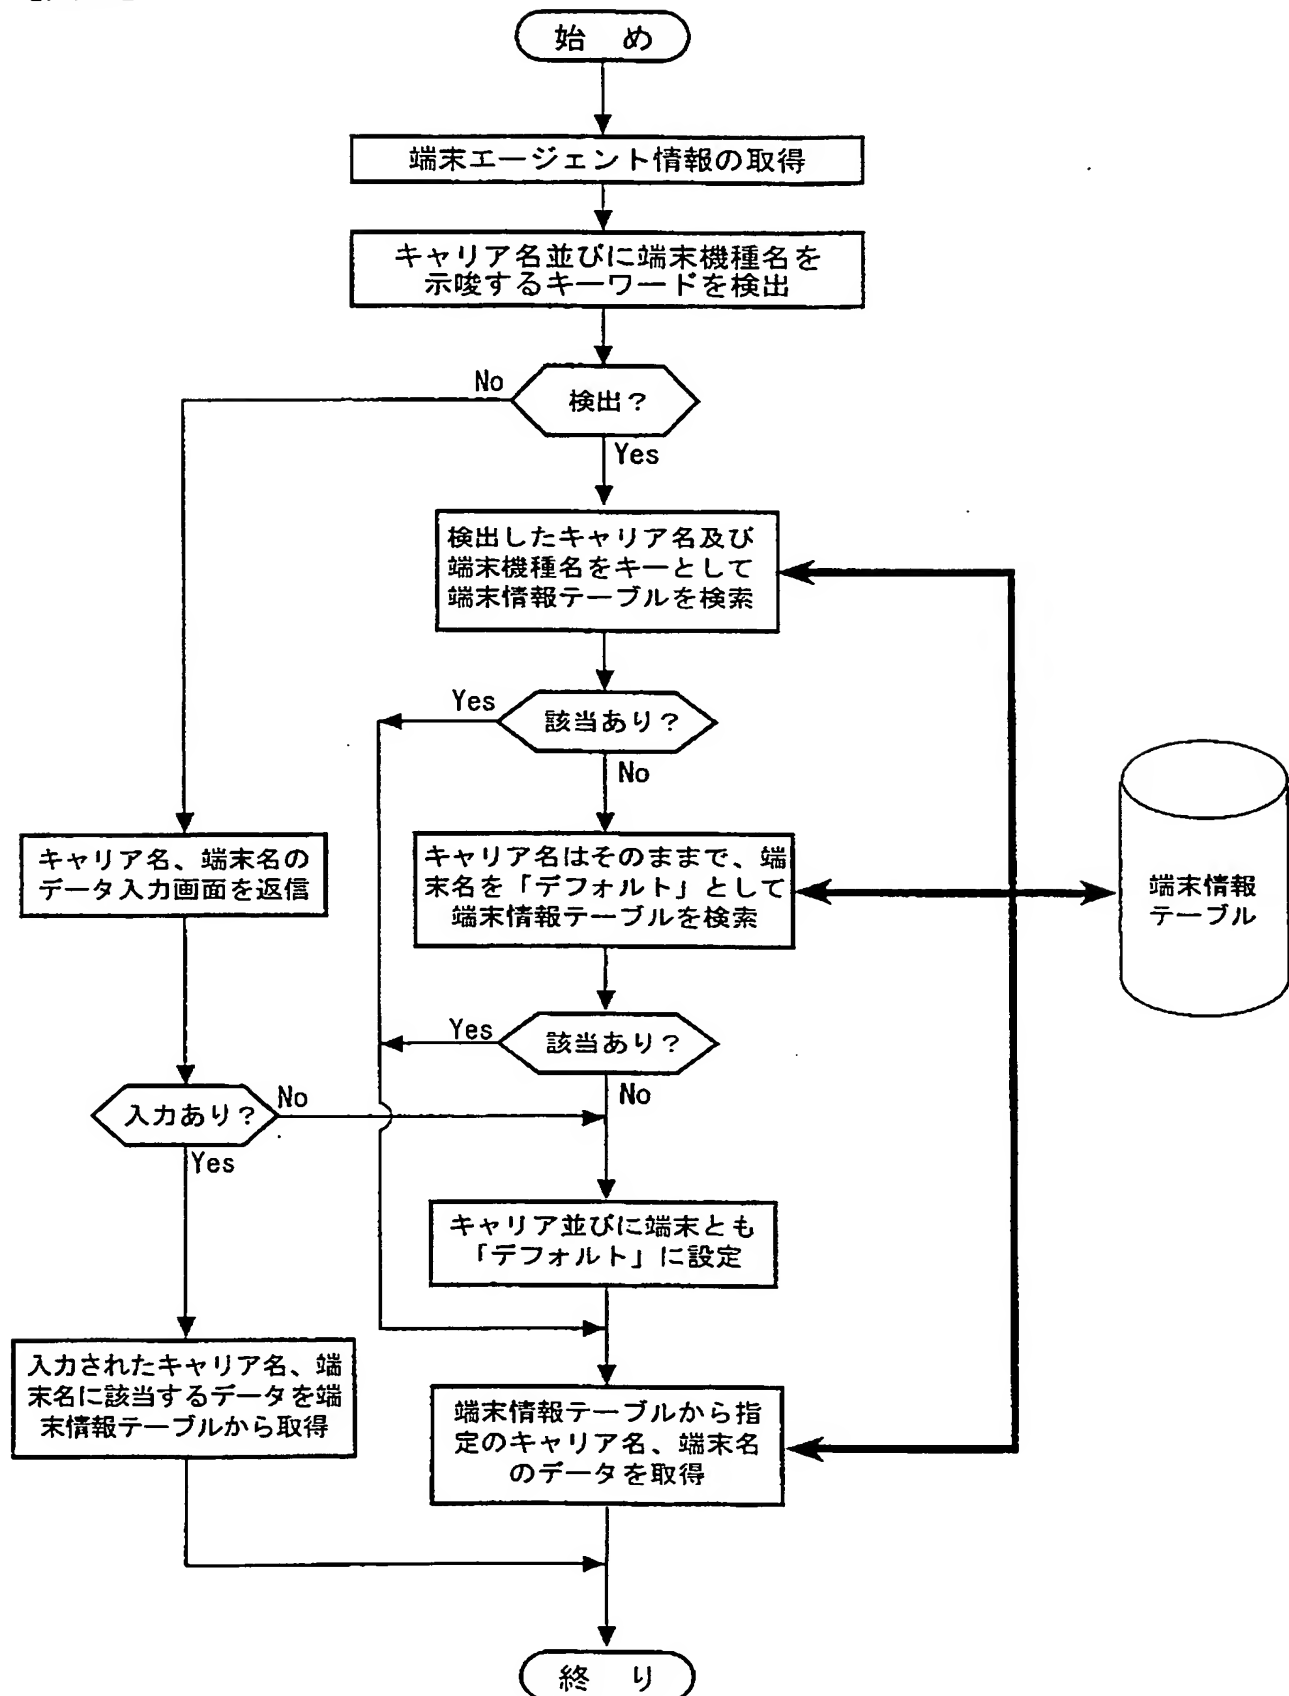 始 め
端末エージェント情報の取得
キャリア名並びに端末機種名を
示唆するキーワードを検出
No
検出？
Yes
検出したキャリア名及び
端末機種名をキーとして
端末情報テーブルを検索
Yes
該当あり？
No
キャリア名、端末名の
データ入力画面を返信
キャリア名はそのままで、端
末名を「デフォルト」として
端末情報テーブルを検索
端末情報
テーブル
Yes
該当あり？
No
入力あり？
No
Yes
キャリア並びに端末とも
「デフォルト」に設定
入力されたキャリア名、端
末名に該当するデータを端
末情報テーブルから取得
端末情報テーブルから指
定のキャリア名、端末名
のデータを取得
終 り